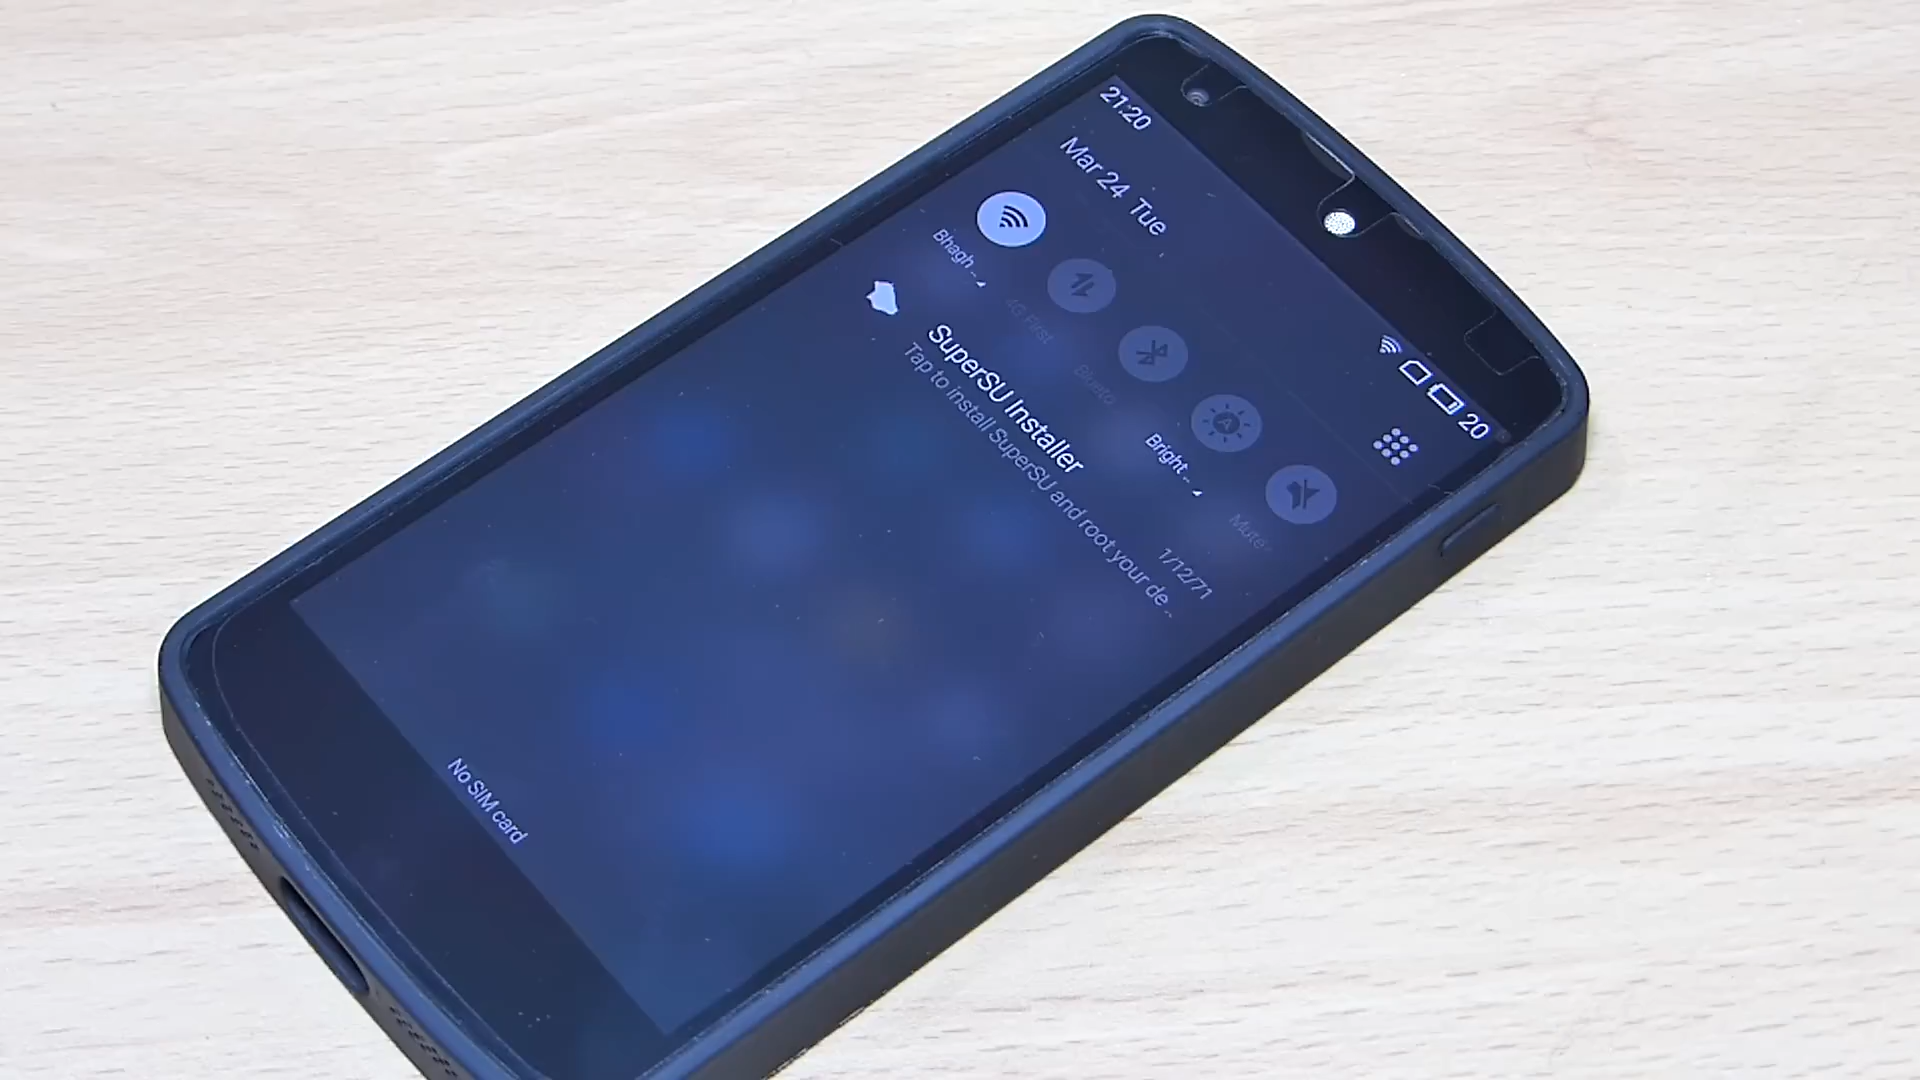 21:20
20
Mar 24 Tue
Bhagh...
4G First
Blueto
Bright...
Mute
SuperSU Installer
1/12/71
Tap to install SuperSU and root your de...
No SIM card